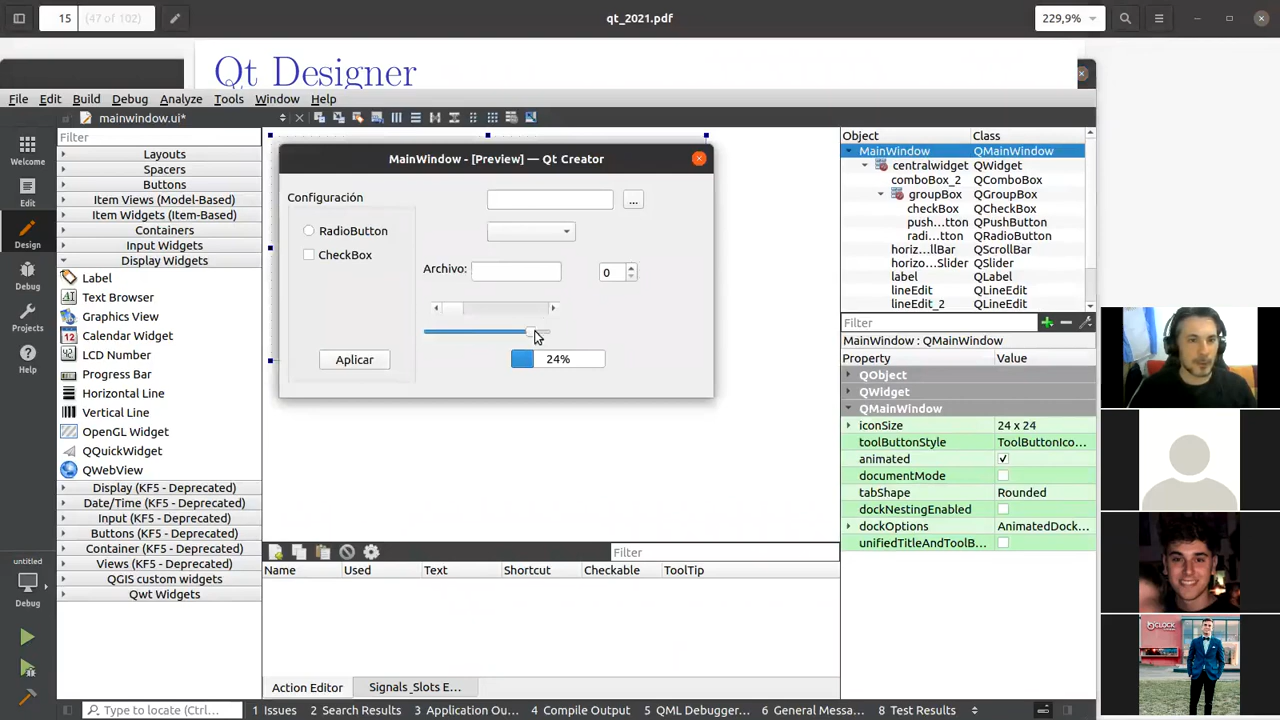 15 (47 of 102)
qt_2021.pdf
229,9%
Qt Designer
File Edit Build Debug Tools Analyze Window Help
mainwindow.ui*
Filter
Layouts
Spacers
Buttons
Item Views (Model-Based)
Item Widgets (Item-Based)
Containers
Input Widgets
Display Widgets
Label
Text Browser
Graphics View
Calendar Widget
LCD Number
Progress Bar
Horizontal Line
Vertical Line
OpenGL Widget
QQuickWidget
QWebView
Display (KF5 - Deprecated)
Date/Time (KF5 - Deprecated)
Input (KF5 - Deprecated)
Buttons (KF5 - Deprecated)
Container (KF5 - Deprecated)
Views (KF5 - Deprecated)
QGIS custom widgets
Qwt Widgets
Welcome
Edit
Design
Debug
Projects
Help
untitled
Debug
MainWindow - [Preview] — Qt Creator
Configuración
...
RadioButton
CheckBox
Archivo:
0
Aplicar
24%
Object Class
MainWindow QMainWindow
centralwidget QWidget
comboBox_2 QComboBox
groupBox QGroupBox
checkBox QCheckBox
push...tton QPushButton
radi...tton QRadioButton
horiz...llBar QScrollBar
horizo...Slider QSlider
label QLabel
lineEdit QLineEdit
lineEdit_2 QLineEdit
Filter
MainWindow : QMainWindow
Property Value
QObject
QWidget
QMainWindow
iconSize 24 x 24
toolButtonStyle ToolButtonIco...
animated
documentMode
tabShape Rounded
dockNestingEnabled
dockOptions AnimatedDock...
unifiedTitleAndToolB...
Filter
Name Used Text Shortcut Checkable ToolTip
Action Editor Signals_Slots E...
Type to locate (Ctrl... 1 Issues 2 Search Results 3 Application Ou... 4 Compile Output 5 QML Debugger... 6 General Messa... 8 Test Results
CLOCK